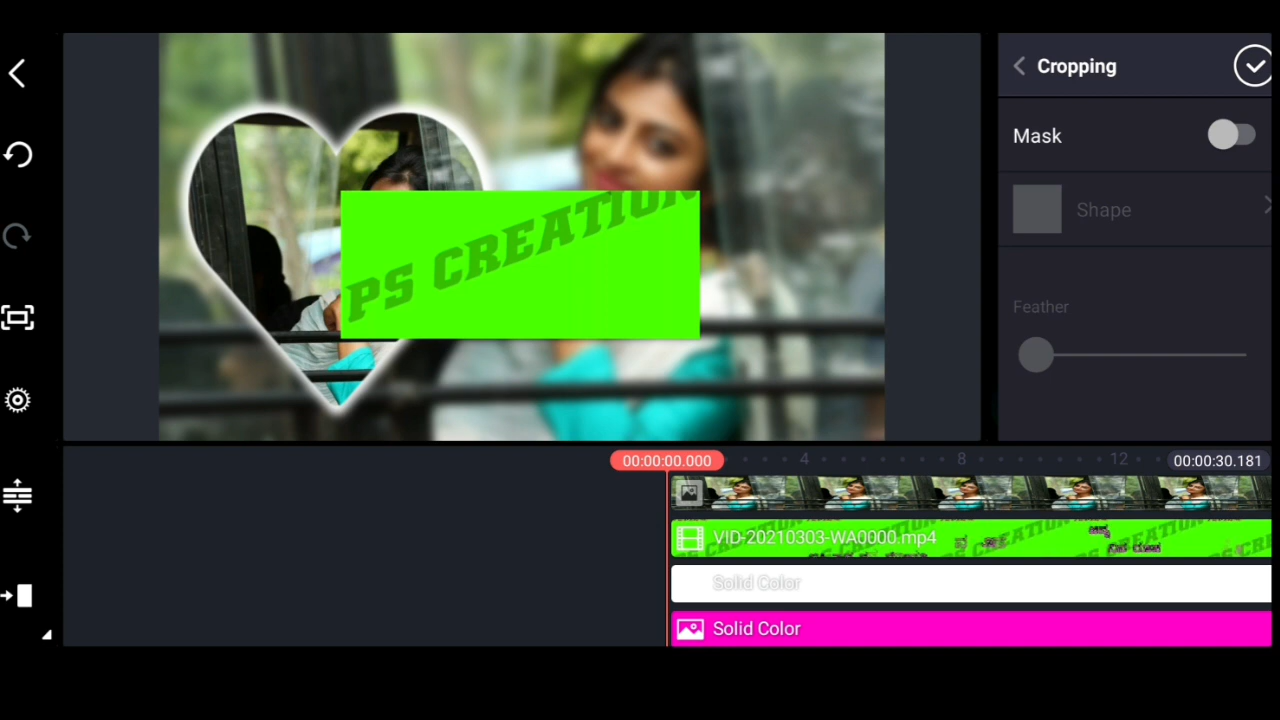 Cropping
Mask
Shape
Feather
PS CREATION
00:00:00.000
4
8
12
00:00:30.181
VID-20210303-WA0000.mp4
Solid Color
Solid Color